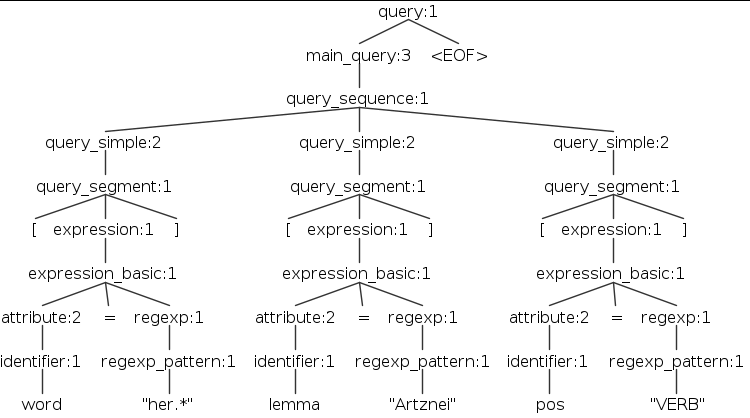 query:1
main_query:3 <EOF>
query_sequence:1
query_simple:2 query_simple:2 query_simple:2
query_segment:1 query_segment:1 query_segment:1
[ expression:1 ] [ expression:1 ] [ expression:1 ]
expression_basic:1 expression_basic:1 expression_basic:1
attribute:2 = regexp:1 attribute:2 = regexp:1 attribute:2 = regexp:1
identifier:1 regexp_pattern:1 identifier:1 regexp_pattern:1 identifier:1 regexp_pattern:1
word "her.*" lemma "Artznei" pos "VERB"